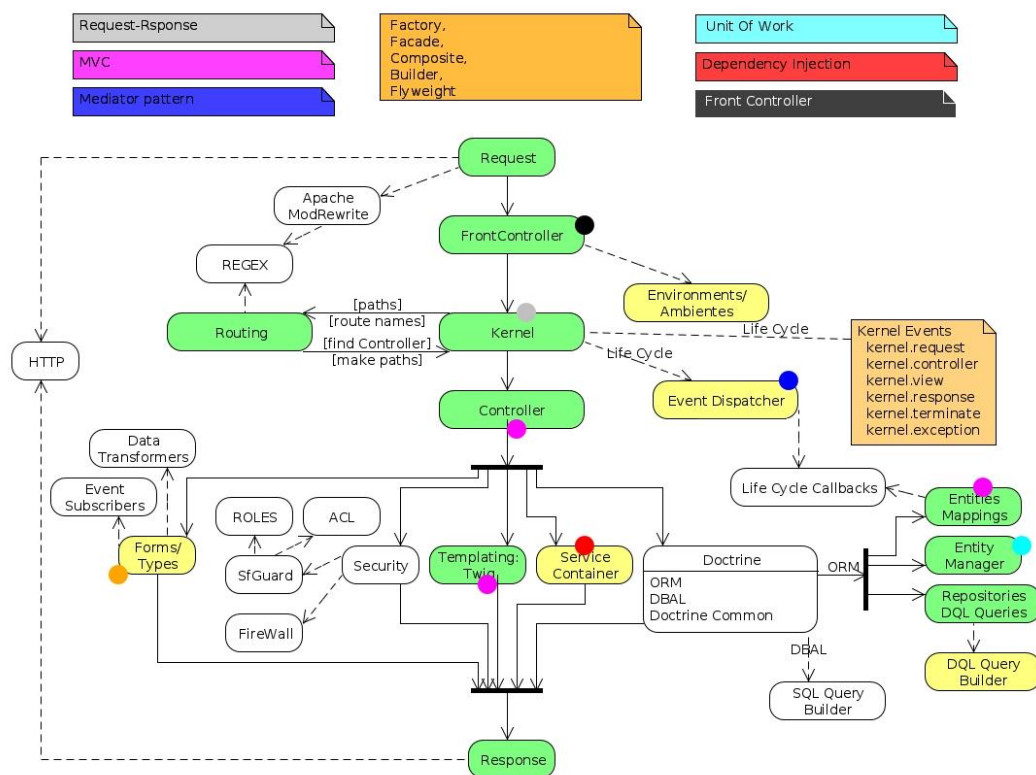 Request-Rsponse
MVC
Mediator pattern
Factory,
Facade,
Composite,
Builder,
Flyweight
Unit Of Work
Dependency Injection
Front Controller
Request
Apache
ModRewrite
FrontController
REGEX
Environments/
Ambientes
[paths]
[route names]
Routing
Kernel
[find Controller]
[make paths]
Life Cycle
Life Cycle
Kernel Events
kernel.request
kernel.controller
kernel.view
kernel.response
kernel.terminate
kernel.exception
HTTP
Event Dispatcher
Controller
Data
Transformers
Event
Subscribers
ROLES
ACL
Life Cycle Callbacks
Entities
Mappings
Forms/
Types
SfGuard
Security
Templating:
Twig
Service
Container
Doctrine
ORM
DBAL
Doctrine Common
ORM
Entity
Manager
Repositories
DQL Queries
FireWall
DBAL
DQL Query
Builder
SQL Query
Builder
Response